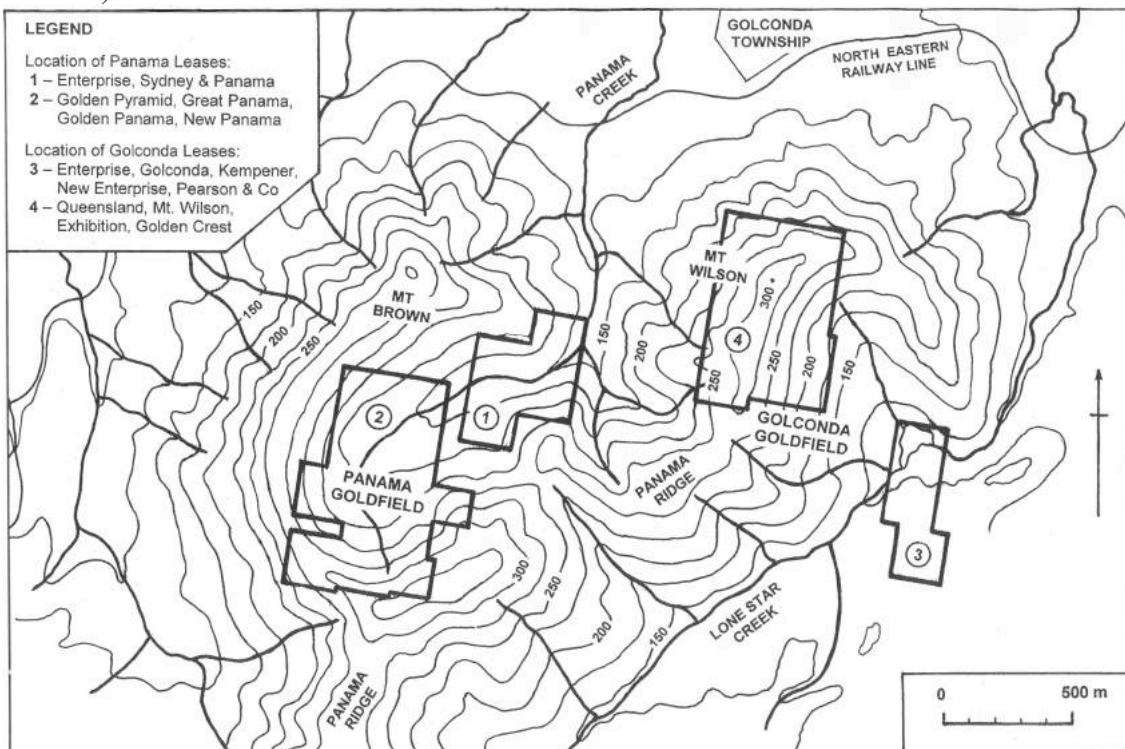 LEGEND
Location of Panama Leases:
1 – Enterprise, Sydney & Panama
2 – Golden Pyramid, Great Panama,
Golden Panama, New Panama
Location of Golconda Leases:
3 – Enterprise, Golconda, Kempener,
New Enterprise, Pearson & Co
4 – Queensland, Mt. Wilson,
Exhibition, Golden Crest
GOLCONDA
TOWNSHIP
NORTH EASTERN
RAILWAY LINE
PANAMA
CREEK
MT
WILSON
300
4
250
250
200
150
MT
BROWN
150
200
250
150
200
1
2
PANAMA
GOLDFIELD
GOLCONDA
GOLDFIELD
PANAMA
RIDGE
3
300
250
200
150
LONE STAR
CREEK
PANAMA
RIDGE
0 500 m